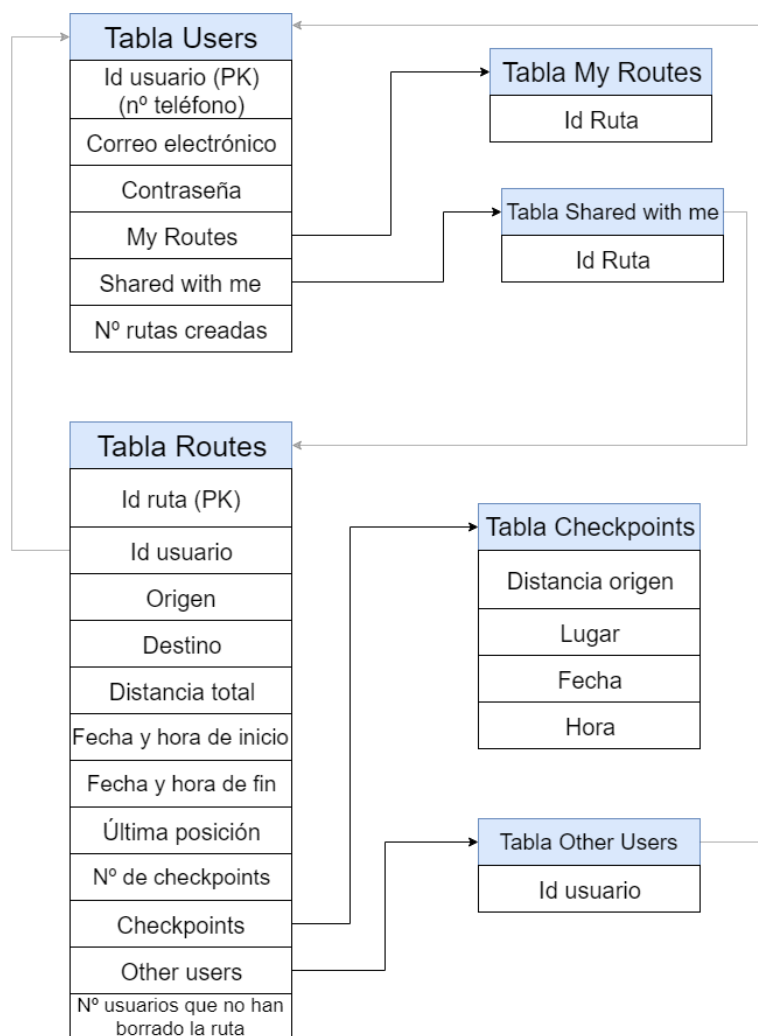 Tabla Users
Id usuario (PK)
(nº teléfono)
Correo electrónico
Contraseña
My Routes
Shared with me
Nº rutas creadas
Tabla My Routes
Id Ruta
Tabla Shared with me
Id Ruta
Tabla Routes
Id ruta (PK)
Id usuario
Origen
Destino
Distancia total
Fecha y hora de inicio
Fecha y hora de fin
Última posición
Nº de checkpoints
Checkpoints
Other users
Nº usuarios que no han
borrado la ruta
Tabla Checkpoints
Distancia origen
Lugar
Fecha
Hora
Tabla Other Users
Id usuario